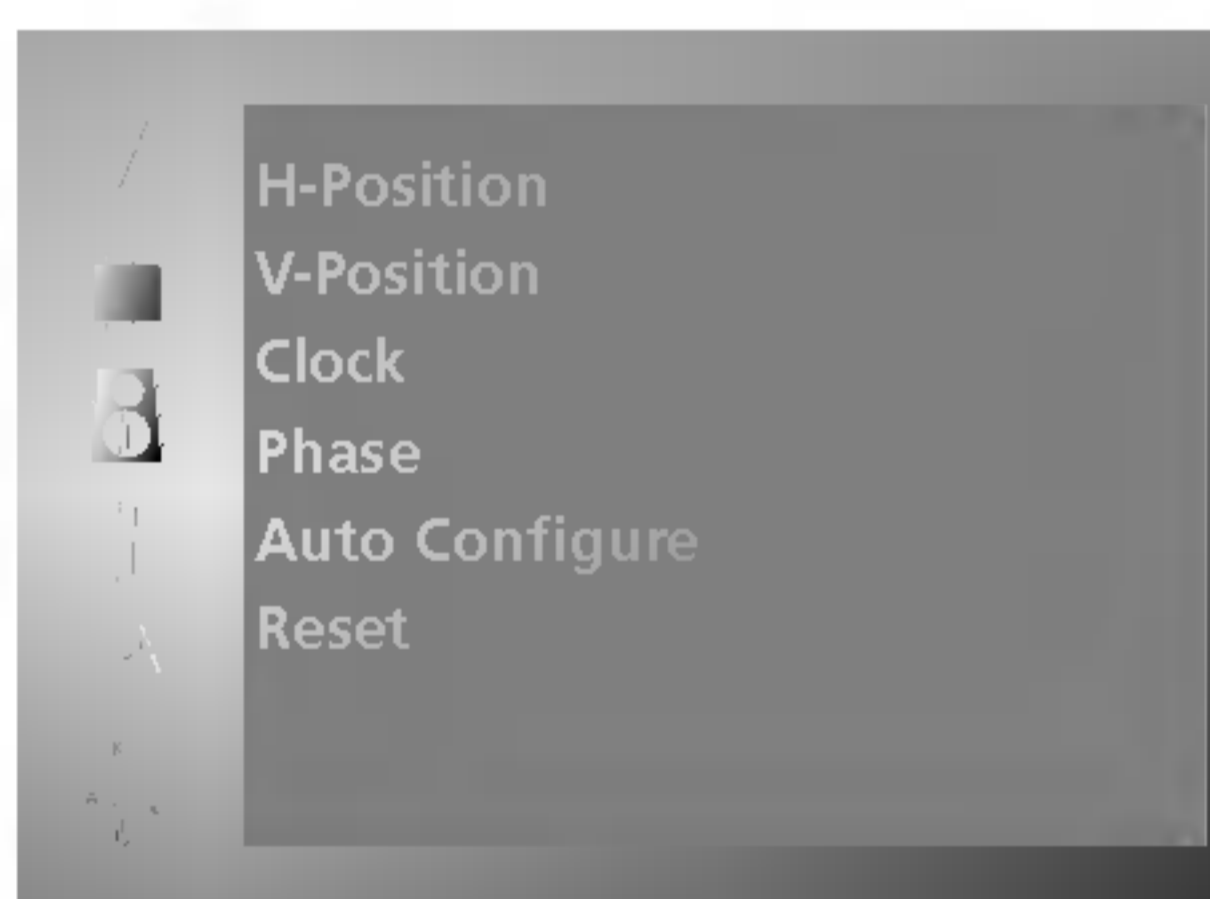 H-Position
V-Position
Clock
Phase
Auto Configure
Reset